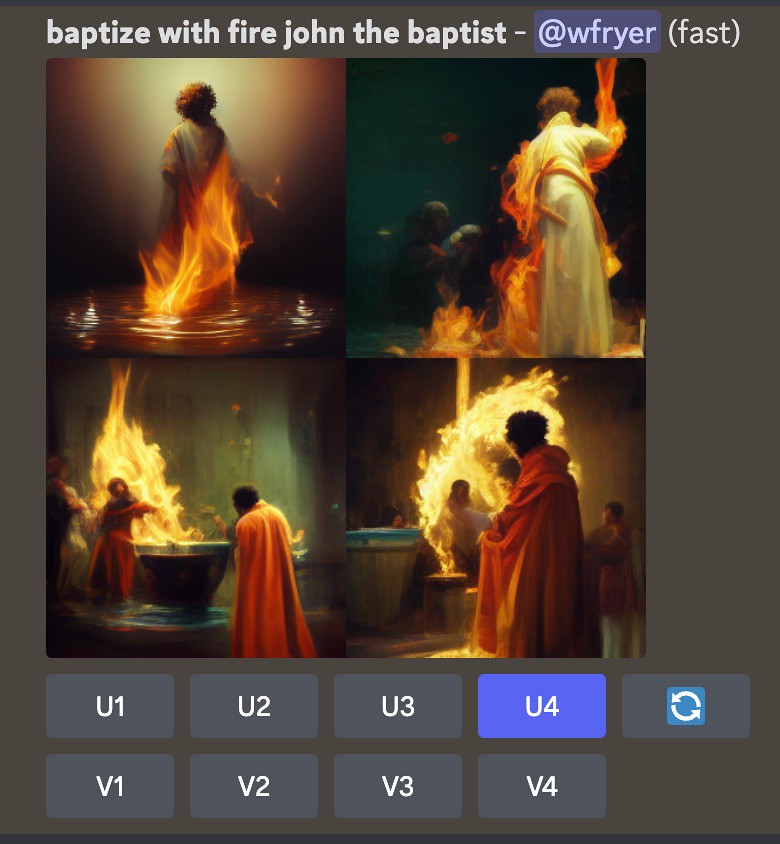 baptize with fire john the baptist - @wfryer (fast)
U1 U2 U3 U4
V1 V2 V3 V4